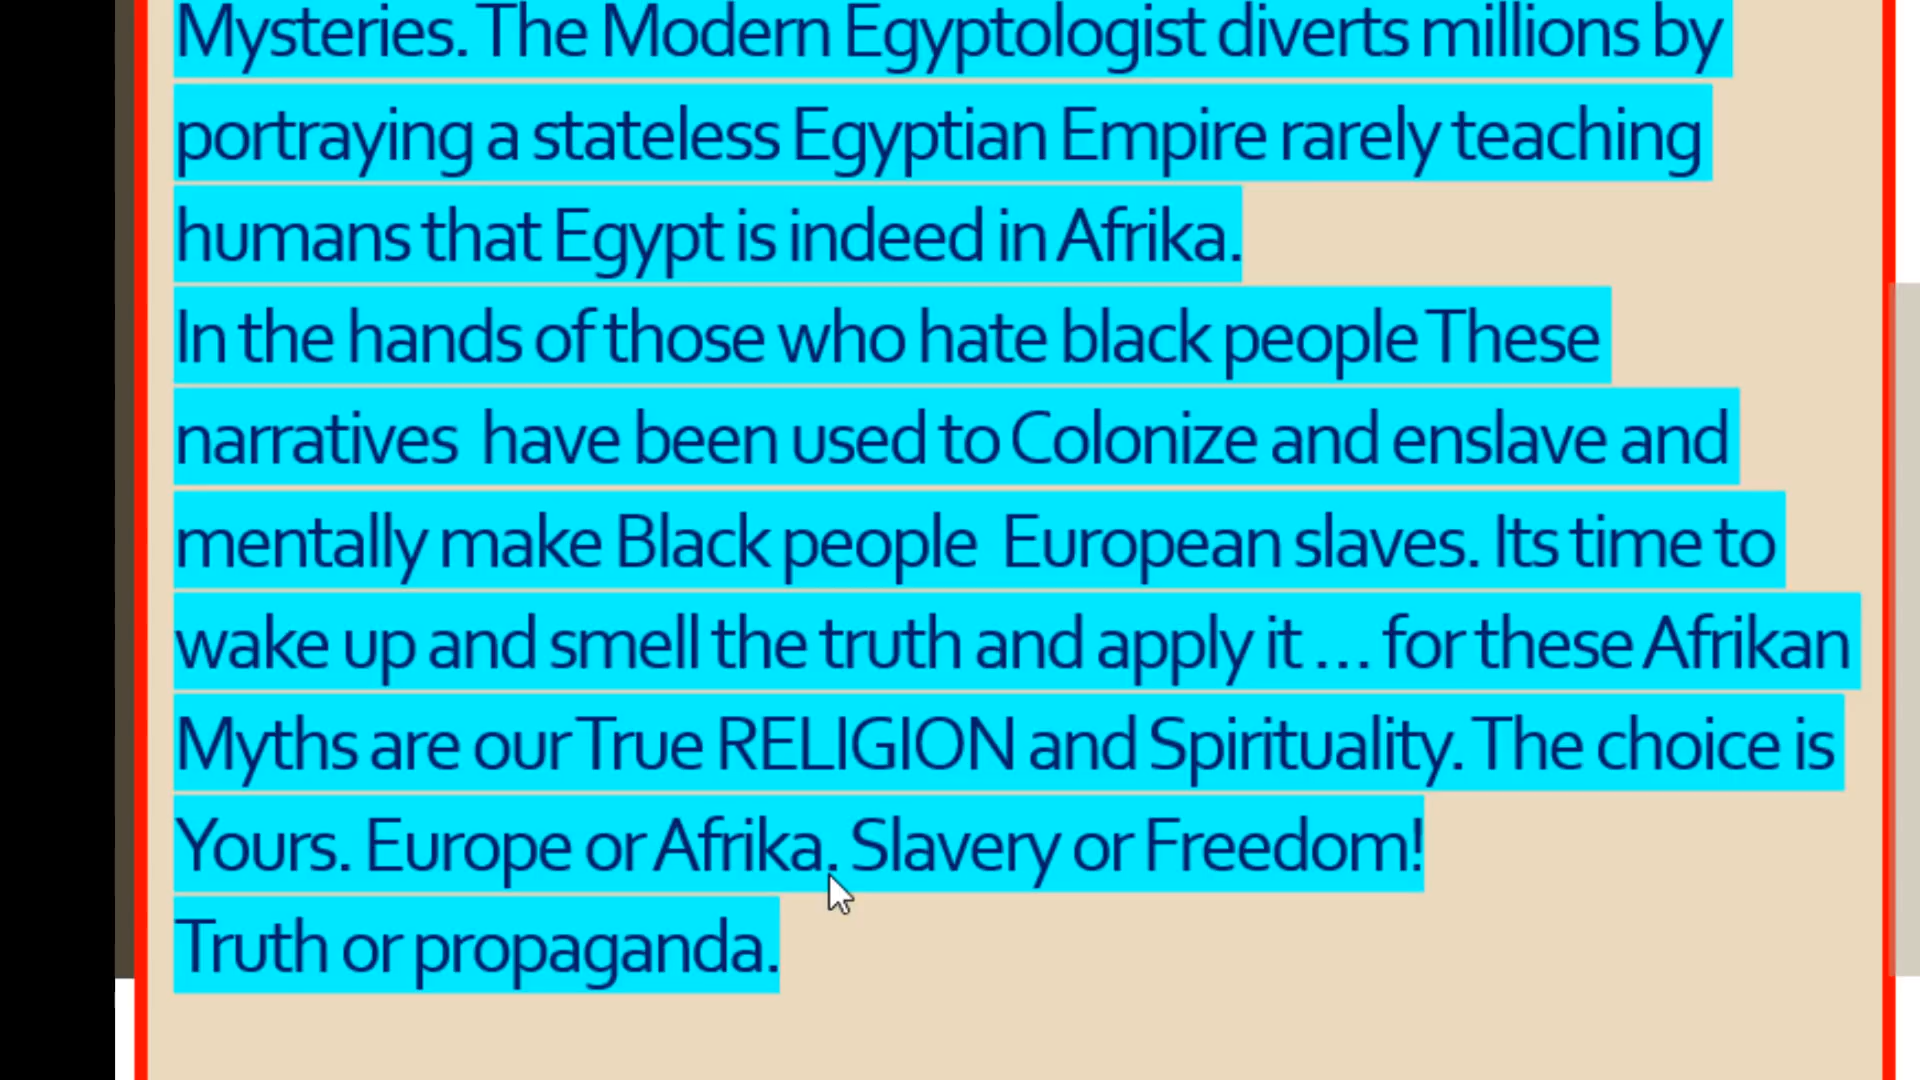 Mysteries. The Modern Egyptologist diverts millions by
portraying a stateless Egyptian Empire rarely teaching
humans that Egypt is indeed in Afrika.
In the hands of those who hate black people These
narratives  have been used to Colonize and enslave and
mentally make Black people  European slaves. Its time to
wake up and smell the truth and apply it … for these Afrikan
Myths are our True RELIGION and Spirituality. The choice is
Yours. Europe or Afrika. Slavery or Freedom!
Truth or propaganda.